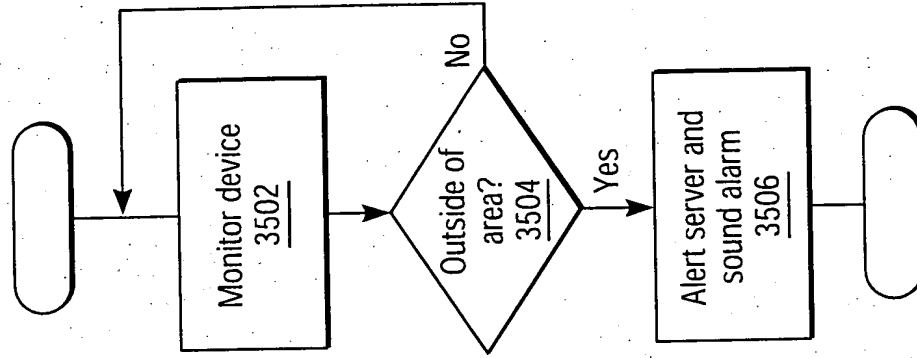 Monitor device
3502
Outside of
area?
3504
No
Yes
Alert server and
sound alarm
3506